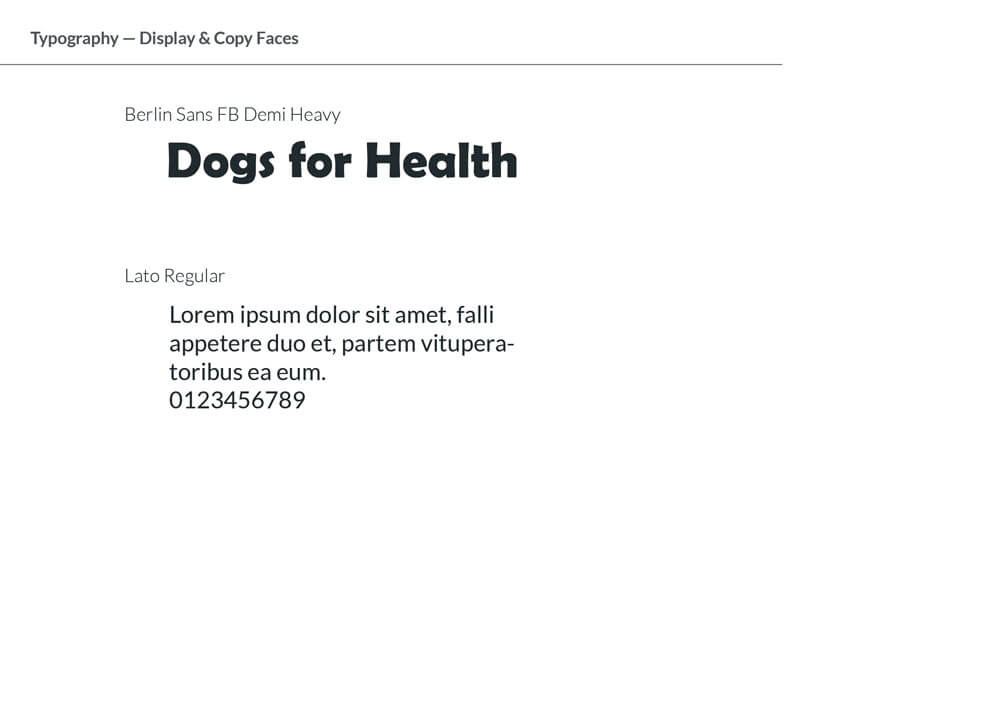 Typography — Display & Copy Faces
Berlin Sans FB Demi Heavy
Dogs for Health
Lato Regular
Lorem ipsum dolor sit amet, falli
appetere duo et, partem vitupera-
toribus ea eum.
0123456789